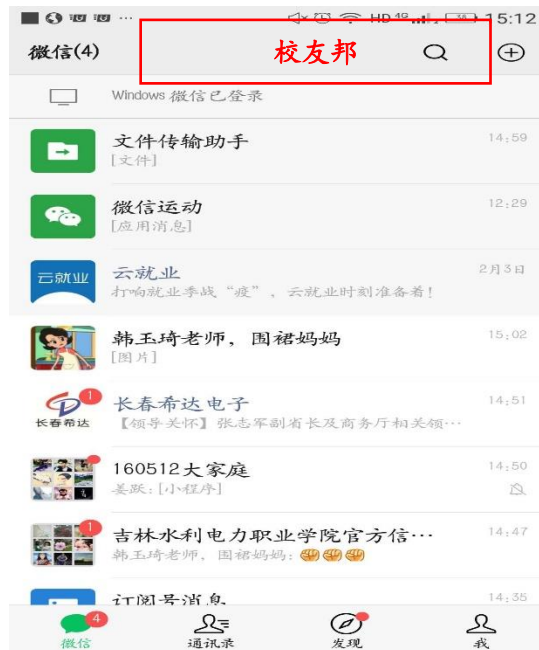 HD 4G 36 15:12
微信(4) 校友邦
Windows 微信已登录
文件传输助手 14:59
[文件]
微信运动 12:29
[应用消息]
云就业 云就业 2月3日
打响就业季战“疫”，云就业时刻准备着！
韩玉琦老师，围裙妈妈 15:02
[图片]
1 长春希达电子 14:51
长春希达 【领导关怀】张志军副省长及商务厅相关领…
160512大家庭 14:50
姜跃:[小程序]
1 吉林水利电力职业学院官方信… 14:47
韩玉琦老师，围裙妈妈:
订阅号消息 14:35
4
微信 通讯录 发现 我